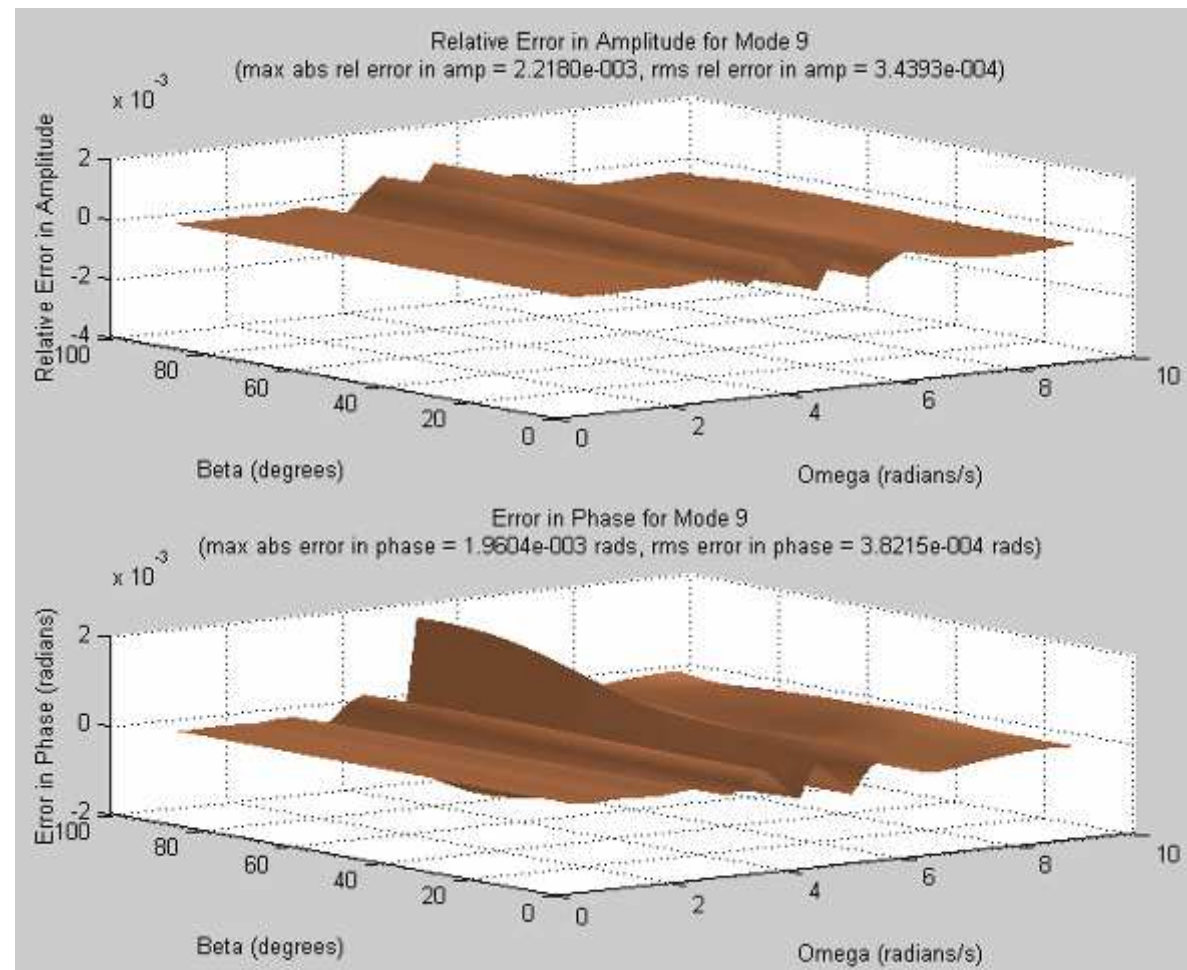 Relative Error in Amplitude for Mode 9
(max abs rel error in amp = 2.2180e-003, rms rel error in amp = 3.4393e-004)
x 10^-3
Relative Error in Amplitude
2
0
-2
-4
100
80
60
40
20
0
0
2
4
6
8
10
Beta (degrees)
Omega (radians/s)
Error in Phase for Mode 9
(max abs error in phase = 1.9604e-003 rads, rms error in phase = 3.8215e-004 rads)
x 10^-3
Error in Phase (radians)
2
0
-2
100
80
60
40
20
0
0
2
4
6
8
10
Beta (degrees)
Omega (radians/s)